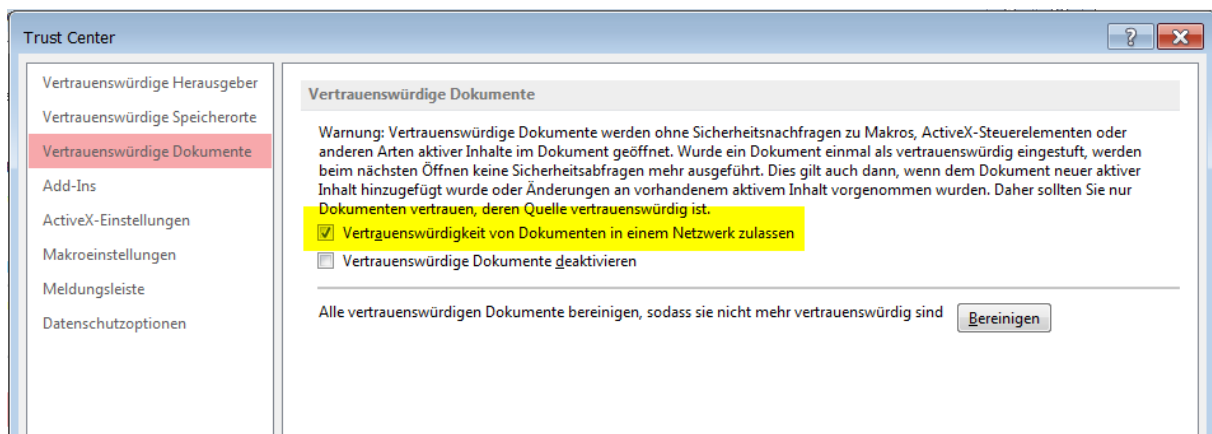 Trust Center
Vertrauenswürdige Herausgeber
Vertrauenswürdige Speicherorte
Vertrauenswürdige Dokumente
Add-Ins
ActiveX-Einstellungen
Makroeinstellungen
Meldungsleiste
Datenschutzoptionen
Vertrauenswürdige Dokumente
Warnung: Vertrauenswürdige Dokumente werden ohne Sicherheitsnachfragen zu Makros, ActiveX-Steuerelementen oder
anderen Arten aktiver Inhalte im Dokument geöffnet. Wurde ein Dokument einmal als vertrauenswürdig eingestuft, werden
beim nächsten Öffnen keine Sicherheitsabfragen mehr ausgeführt. Dies gilt auch dann, wenn dem Dokument neuer aktiver
Inhalt hinzugefügt wurde oder Änderungen an vorhandenem aktivem Inhalt vorgenommen wurden. Daher sollten Sie nur
Dokumenten vertrauen, deren Quelle vertrauenswürdig ist.
Vertrauenswürdigkeit von Dokumenten in einem Netzwerk zulassen
Vertrauenswürdige Dokumente deaktivieren
Alle vertrauenswürdigen Dokumente bereinigen, sodass sie nicht mehr vertrauenswürdig sind
Bereinigen